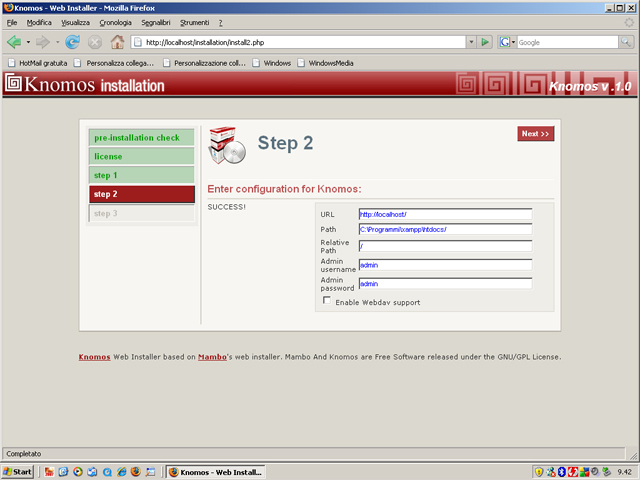 Knomos - Web Installer - Mozilla Firefox
File Modifica Visualizza Cronologia Segnalibri Strumenti ?
http://localhost/installation/install2.php
Google
HotMail gratuita Personalizza collega... Personalizzazione coll... Windows WindowsMedia
Knomos installation
Knomos v .1.0
pre-installation check
license
step 1
step 2
step 3
Step 2
Next >>
Enter configuration for Knomos:
SUCCESS!
URL http://localhost/
Path C:\Programmi\xampp\htdocs/
Relative
Path /
Admin
username admin
Admin
password admin
Enable Webdav support
Knomos Web Installer based on Mambo's web installer. Mambo And Knomos are Free Software released under the GNU/GPL License.
Completato
Start
Knomos - Web Install...
9.42